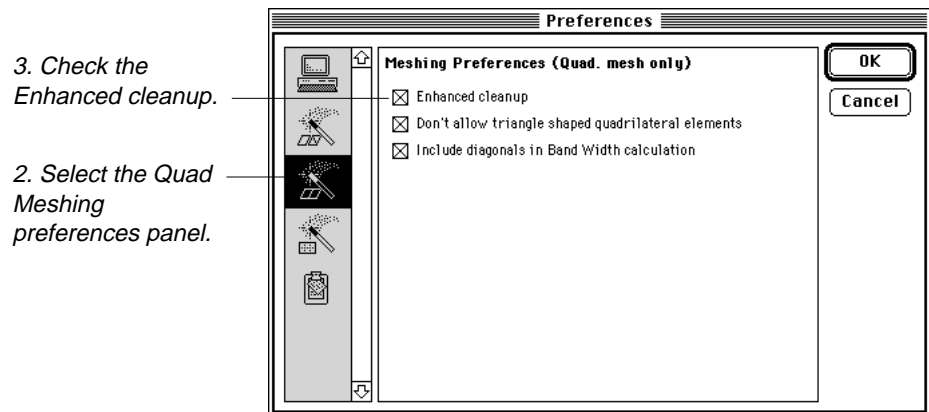 Preferences
3. Check the
Enhanced cleanup.
2. Select the Quad
Meshing
preferences panel.
Meshing Preferences (Quad. mesh only)
Enhanced cleanup
Don't allow triangle shaped quadrilateral elements
Include diagonals in Band Width calculation
OK
Cancel